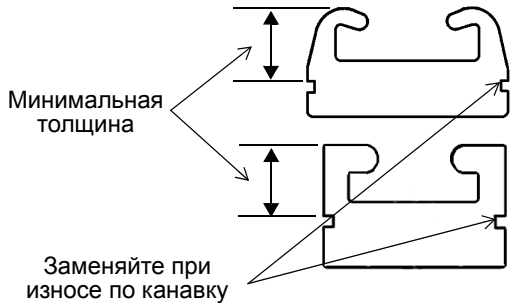 Минимальная
толщина
Заменяйте при
износе по канавку